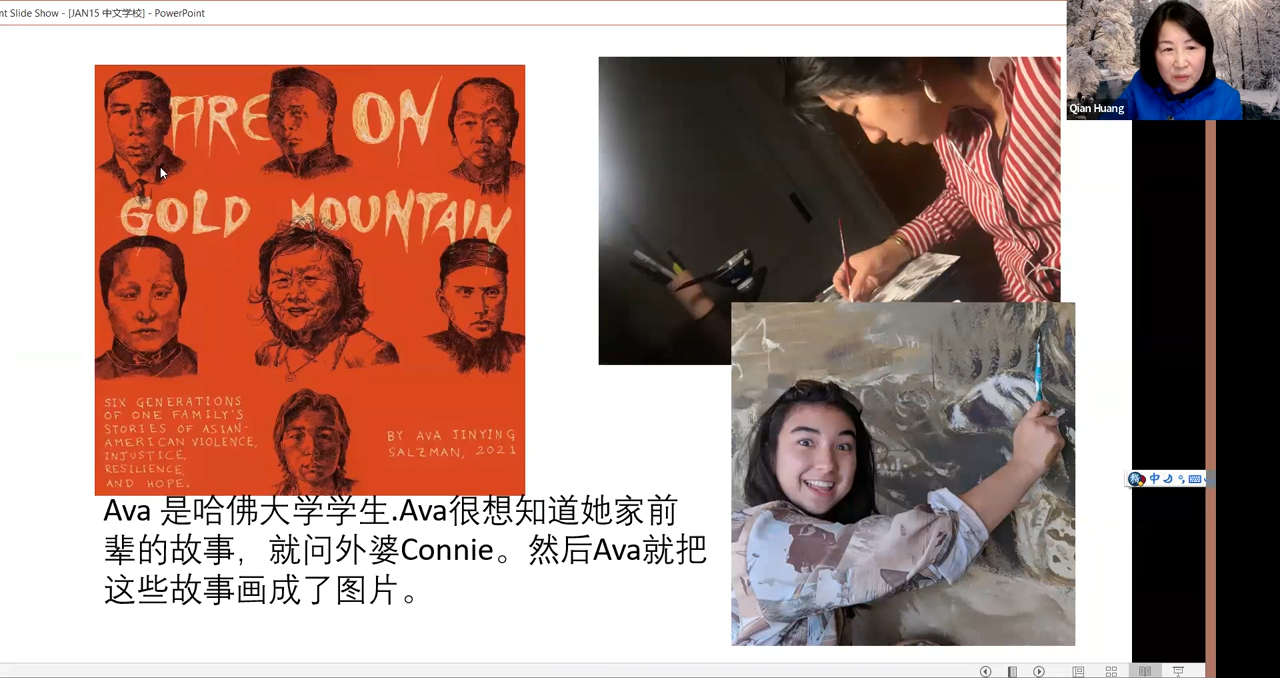 nt Slide Show - [JAN15 中文学校] - PowerPoint
Qian Huang
FIRE ON
GOLD MOUNTAIN
SIX GENERATIONS
OF ONE FAMILY'S
STORIES OF ASIAN-
AMERICAN VIOLENCE,
INJUSTICE,
RESILIENCE,
AND HOPE.
BY AVA JINYING
SALZMAN, 2021
Ava 是哈佛大学学生.Ava很想知道她家前
辈的故事，就问外婆Connie。然后Ava就把
这些故事画成了图片。
中